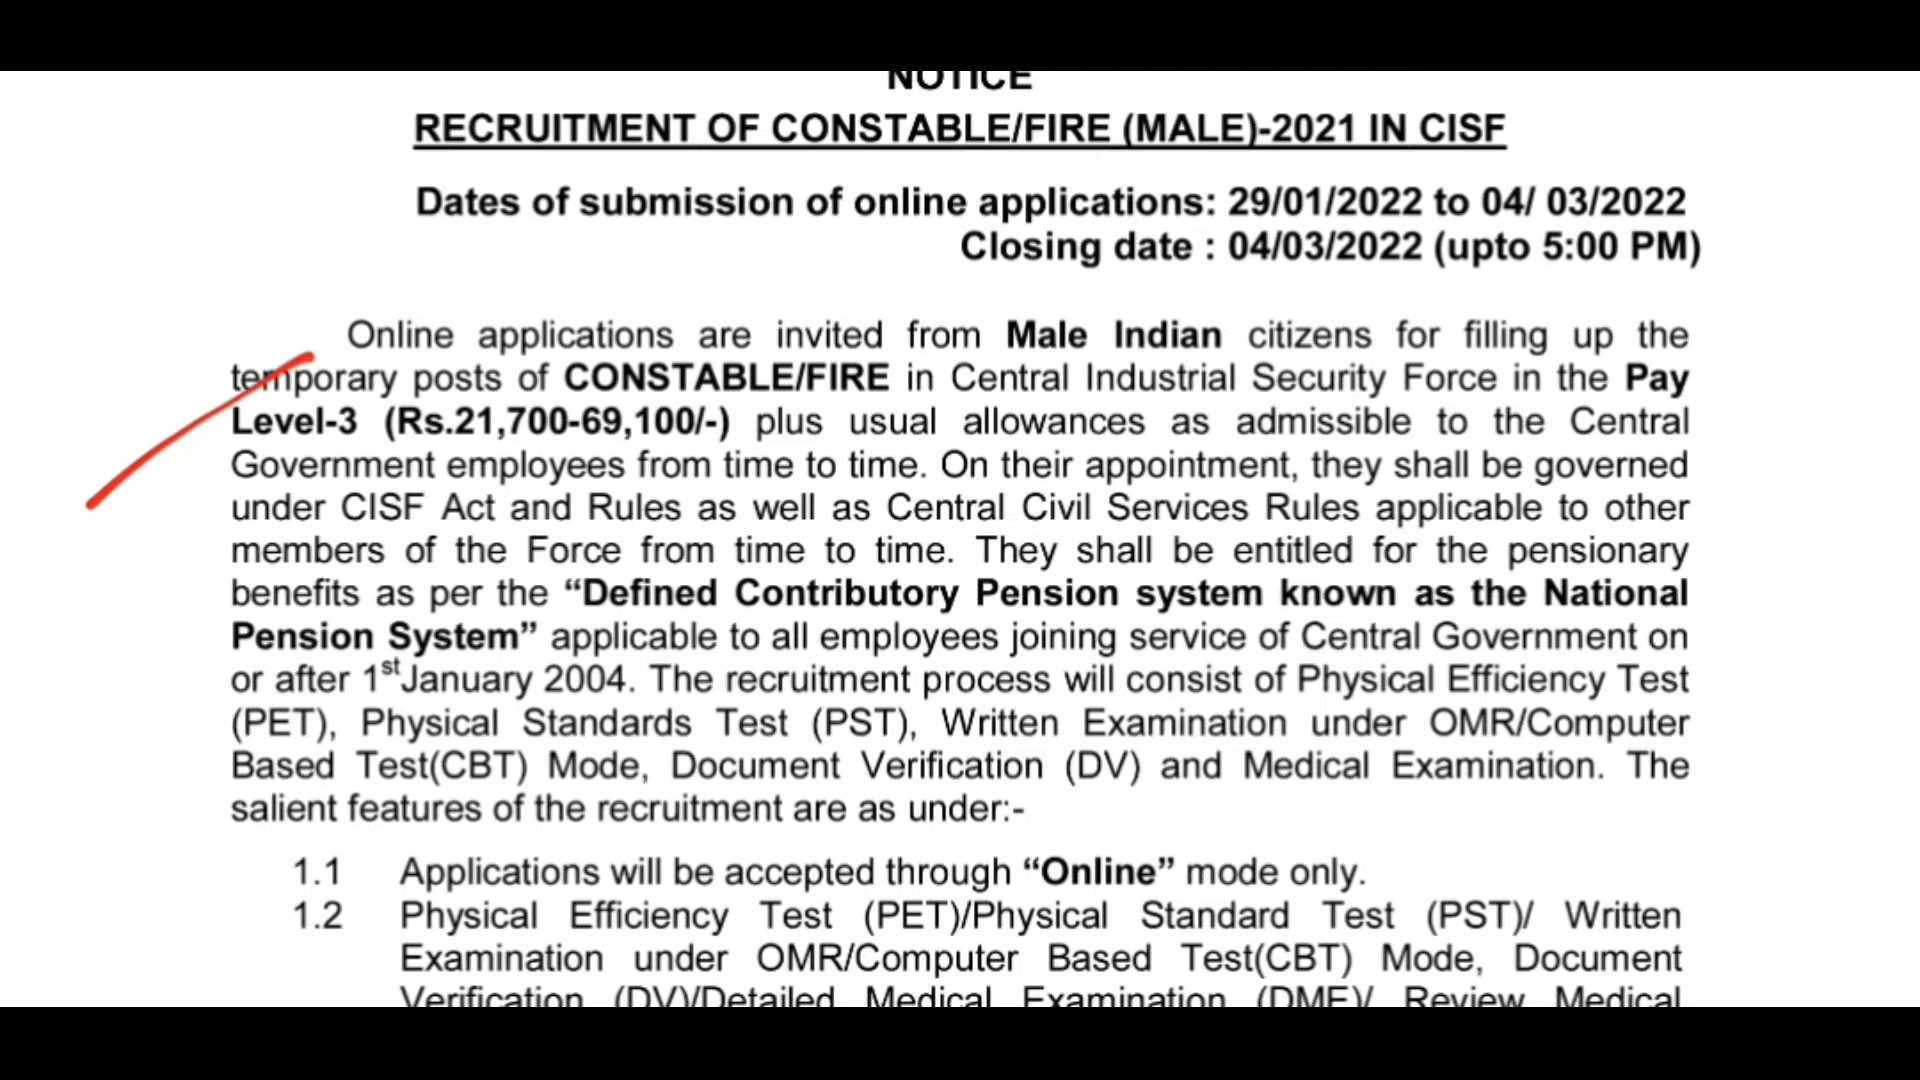 NOTICE
RECRUITMENT OF CONSTABLE/FIRE (MALE)-2021 IN CISF
Dates of submission of online applications: 29/01/2022 to 04/ 03/2022
Closing date : 04/03/2022 (upto 5:00 PM)
Online applications are invited from Male Indian citizens for filling up the
temporary posts of CONSTABLE/FIRE in Central Industrial Security Force in the Pay
Level-3 (Rs.21,700-69,100/-) plus usual allowances as admissible to the Central
Government employees from time to time. On their appointment, they shall be governed
under CISF Act and Rules as well as Central Civil Services Rules applicable to other
members of the Force from time to time. They shall be entitled for the pensionary
benefits as per the “Defined Contributory Pension system known as the National
Pension System” applicable to all employees joining service of Central Government on
or after 1stJanuary 2004. The recruitment process will consist of Physical Efficiency Test
(PET), Physical Standards Test (PST), Written Examination under OMR/Computer
Based Test(CBT) Mode, Document Verification (DV) and Medical Examination. The
salient features of the recruitment are as under:-
1.1 Applications will be accepted through “Online” mode only.
1.2 Physical Efficiency Test (PET)/Physical Standard Test (PST)/ Written
Examination under OMR/Computer Based Test(CBT) Mode, Document
Verification (DV)/Detailed Medical Examination (DME)/ Review Medical